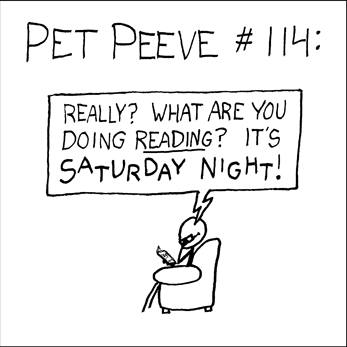 PET PEEVE # 114:
REALLY? WHAT ARE YOU
DOING READING? IT'S
SATURDAY NIGHT!